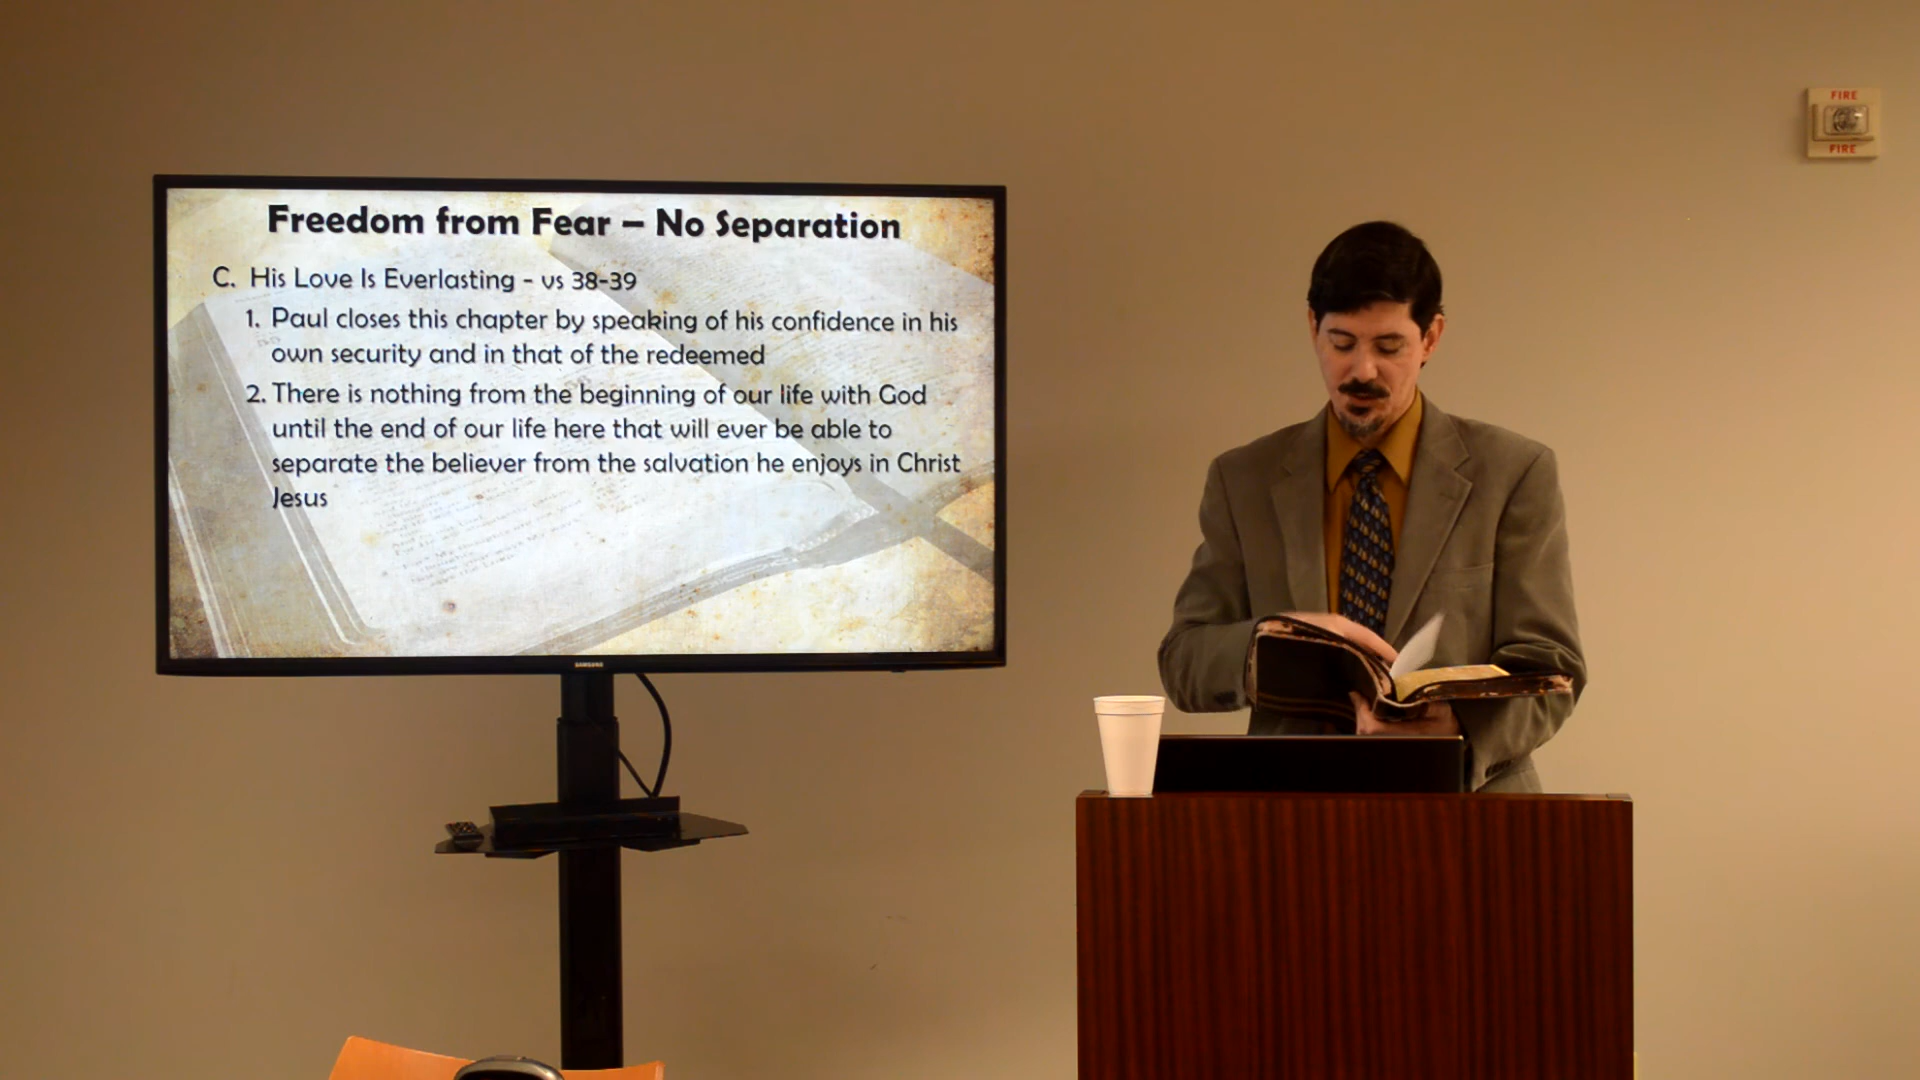 Freedom from Fear – No Separation
C. His Love Is Everlasting - vs 38-39
1. Paul closes this chapter by speaking of his confidence in his
own security and in that of the redeemed
2. There is nothing from the beginning of our life with God
until the end of our life here that will ever be able to
separate the believer from the salvation he enjoys in Christ
Jesus
SAMSUNG
FIRE
FIRE